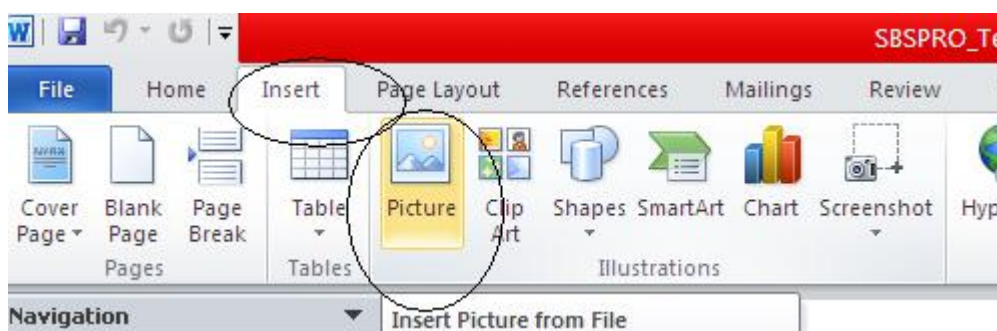 W
SBSPRO_Te
File Home Insert Page Layout References Mailings Review
Cover Page Blank Page Page Break Table Picture Clip Art Shapes SmartArt Chart Screenshot Hyp
Pages Tables Illustrations
Navigation
Insert Picture from File